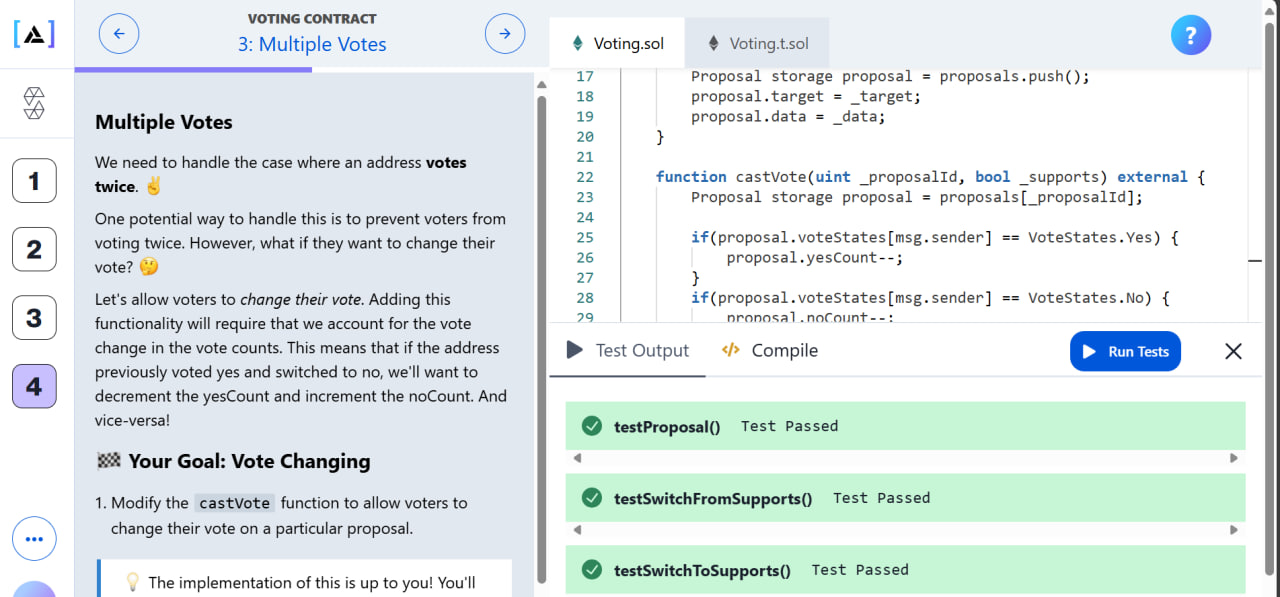 VOTING CONTRACT
3: Multiple Votes
1
2
3
4
Multiple Votes
We need to handle the case where an address votes
twice. ✌
One potential way to handle this is to prevent voters from
voting twice. However, what if they want to change their
vote? 🤔
Let's allow voters to change their vote. Adding this
functionality will require that we account for the vote
change in the vote counts. This means that if the address
previously voted yes and switched to no, we'll want to
decrement the yesCount and increment the noCount. And
vice-versa!
🏁 Your Goal: Vote Changing
1. Modify the castVote function to allow voters to
change their vote on a particular proposal.
💡 The implementation of this is up to you! You'll
Voting.sol
Voting.t.sol
?
17 Proposal storage proposal = proposals.push();
18 proposal.target = _target;
19 proposal.data = _data;
20 }
21
22 function castVote(uint _proposalId, bool _supports) external {
23 Proposal storage proposal = proposals[_proposalId];
24
25 if(proposal.voteStates[msg.sender] == VoteStates.Yes) {
26 proposal.yesCount--;
27 }
28 if(proposal.voteStates[msg.sender] == VoteStates.No) {
29 proposal.noCount--;
Test Output
</> Compile
Run Tests
testProposal() Test Passed
testSwitchFromSupports() Test Passed
testSwitchToSupports() Test Passed